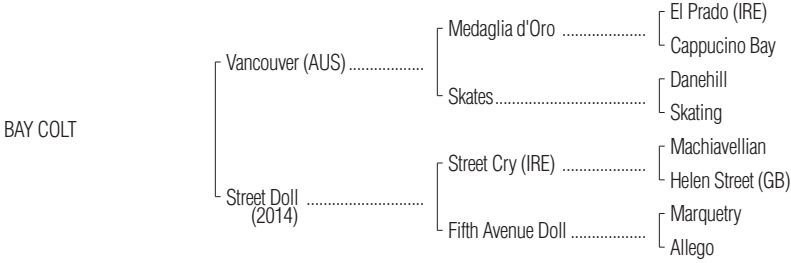 El Prado (IRE)
Medaglia d'Oro ....................
Cappucino Bay
Vancouver (AUS) ..................
Danehill
Skates....................................
Skating
BAY COLT
Machiavellian
Street Cry (IRE) ....................
Helen Street (GB)
Street Doll ............................
(2014)
Marquetry
Fifth Avenue Doll ..................
Allego